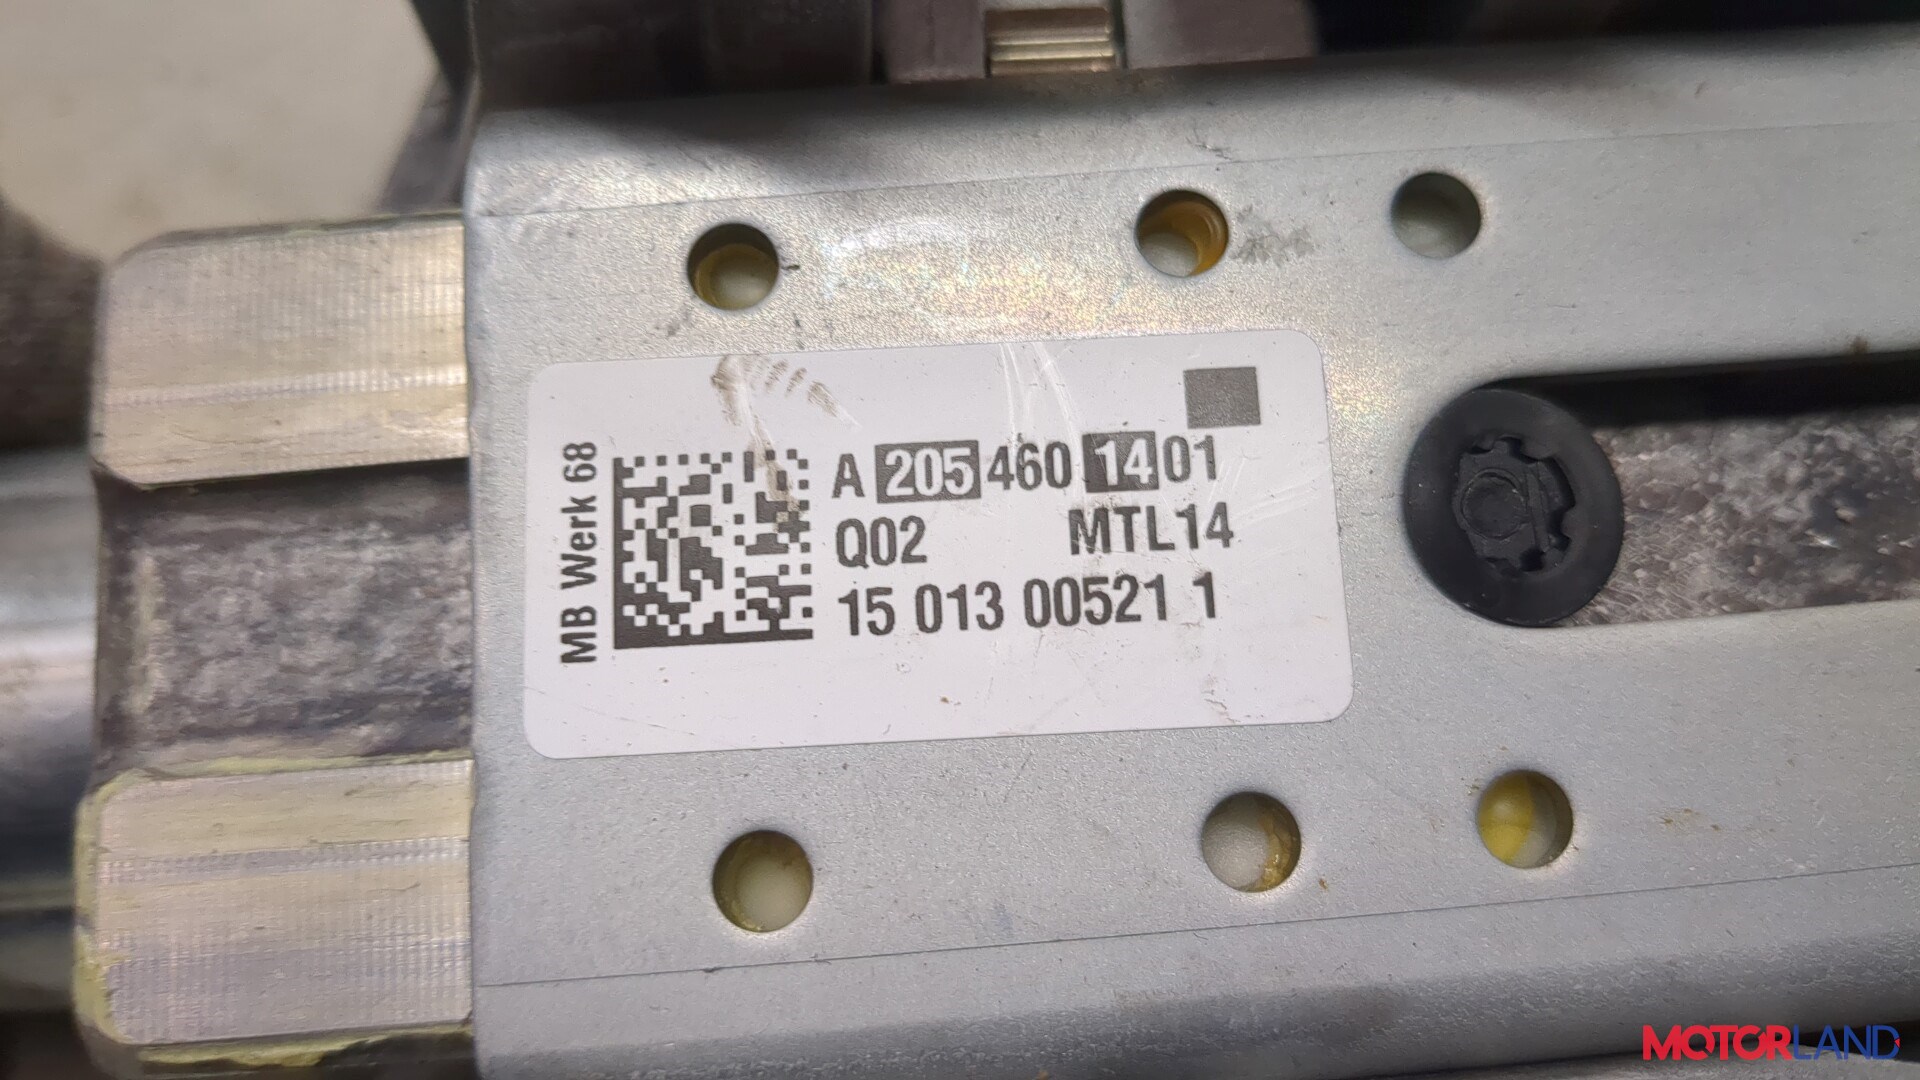 MB Werk 68
A 205 460 14 01
Q02 MTL14
15 013 00521 1
MOTORLAND